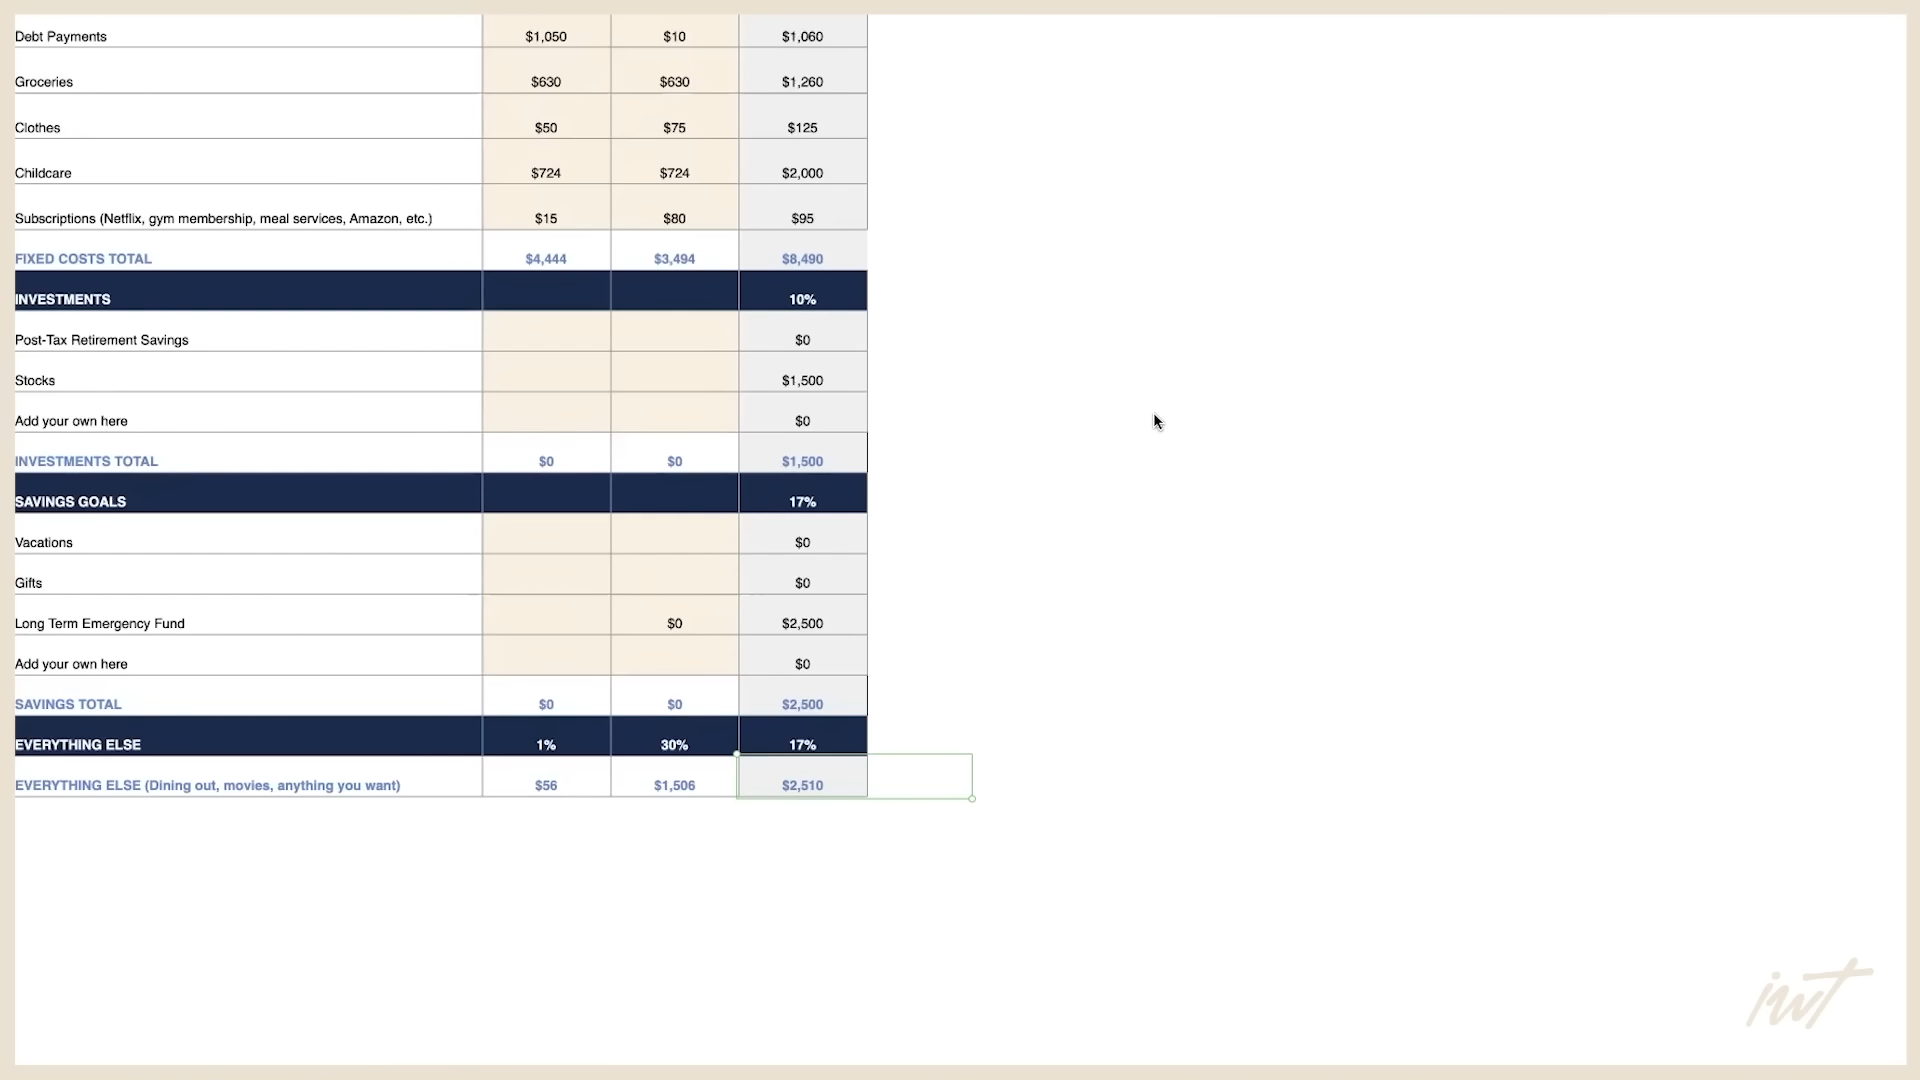 Debt Payments $1,050 $10 $1,060
Groceries $630 $630 $1,260
Clothes $50 $75 $125
Childcare $724 $724 $2,000
Subscriptions (Netflix, gym membership, meal services, Amazon, etc.) $15 $80 $95
FIXED COSTS TOTAL $4,444 $3,494 $8,490
INVESTMENTS 10%
Post-Tax Retirement Savings $0
Stocks $1,500
Add your own here $0
INVESTMENTS TOTAL $0 $0 $1,500
SAVINGS GOALS 17%
Vacations $0
Gifts $0
Long Term Emergency Fund $0 $2,500
Add your own here $0
SAVINGS TOTAL $0 $0 $2,500
EVERYTHING ELSE 1% 30% 17%
EVERYTHING ELSE (Dining out, movies, anything you want) $56 $1,506 $2,510
iwt